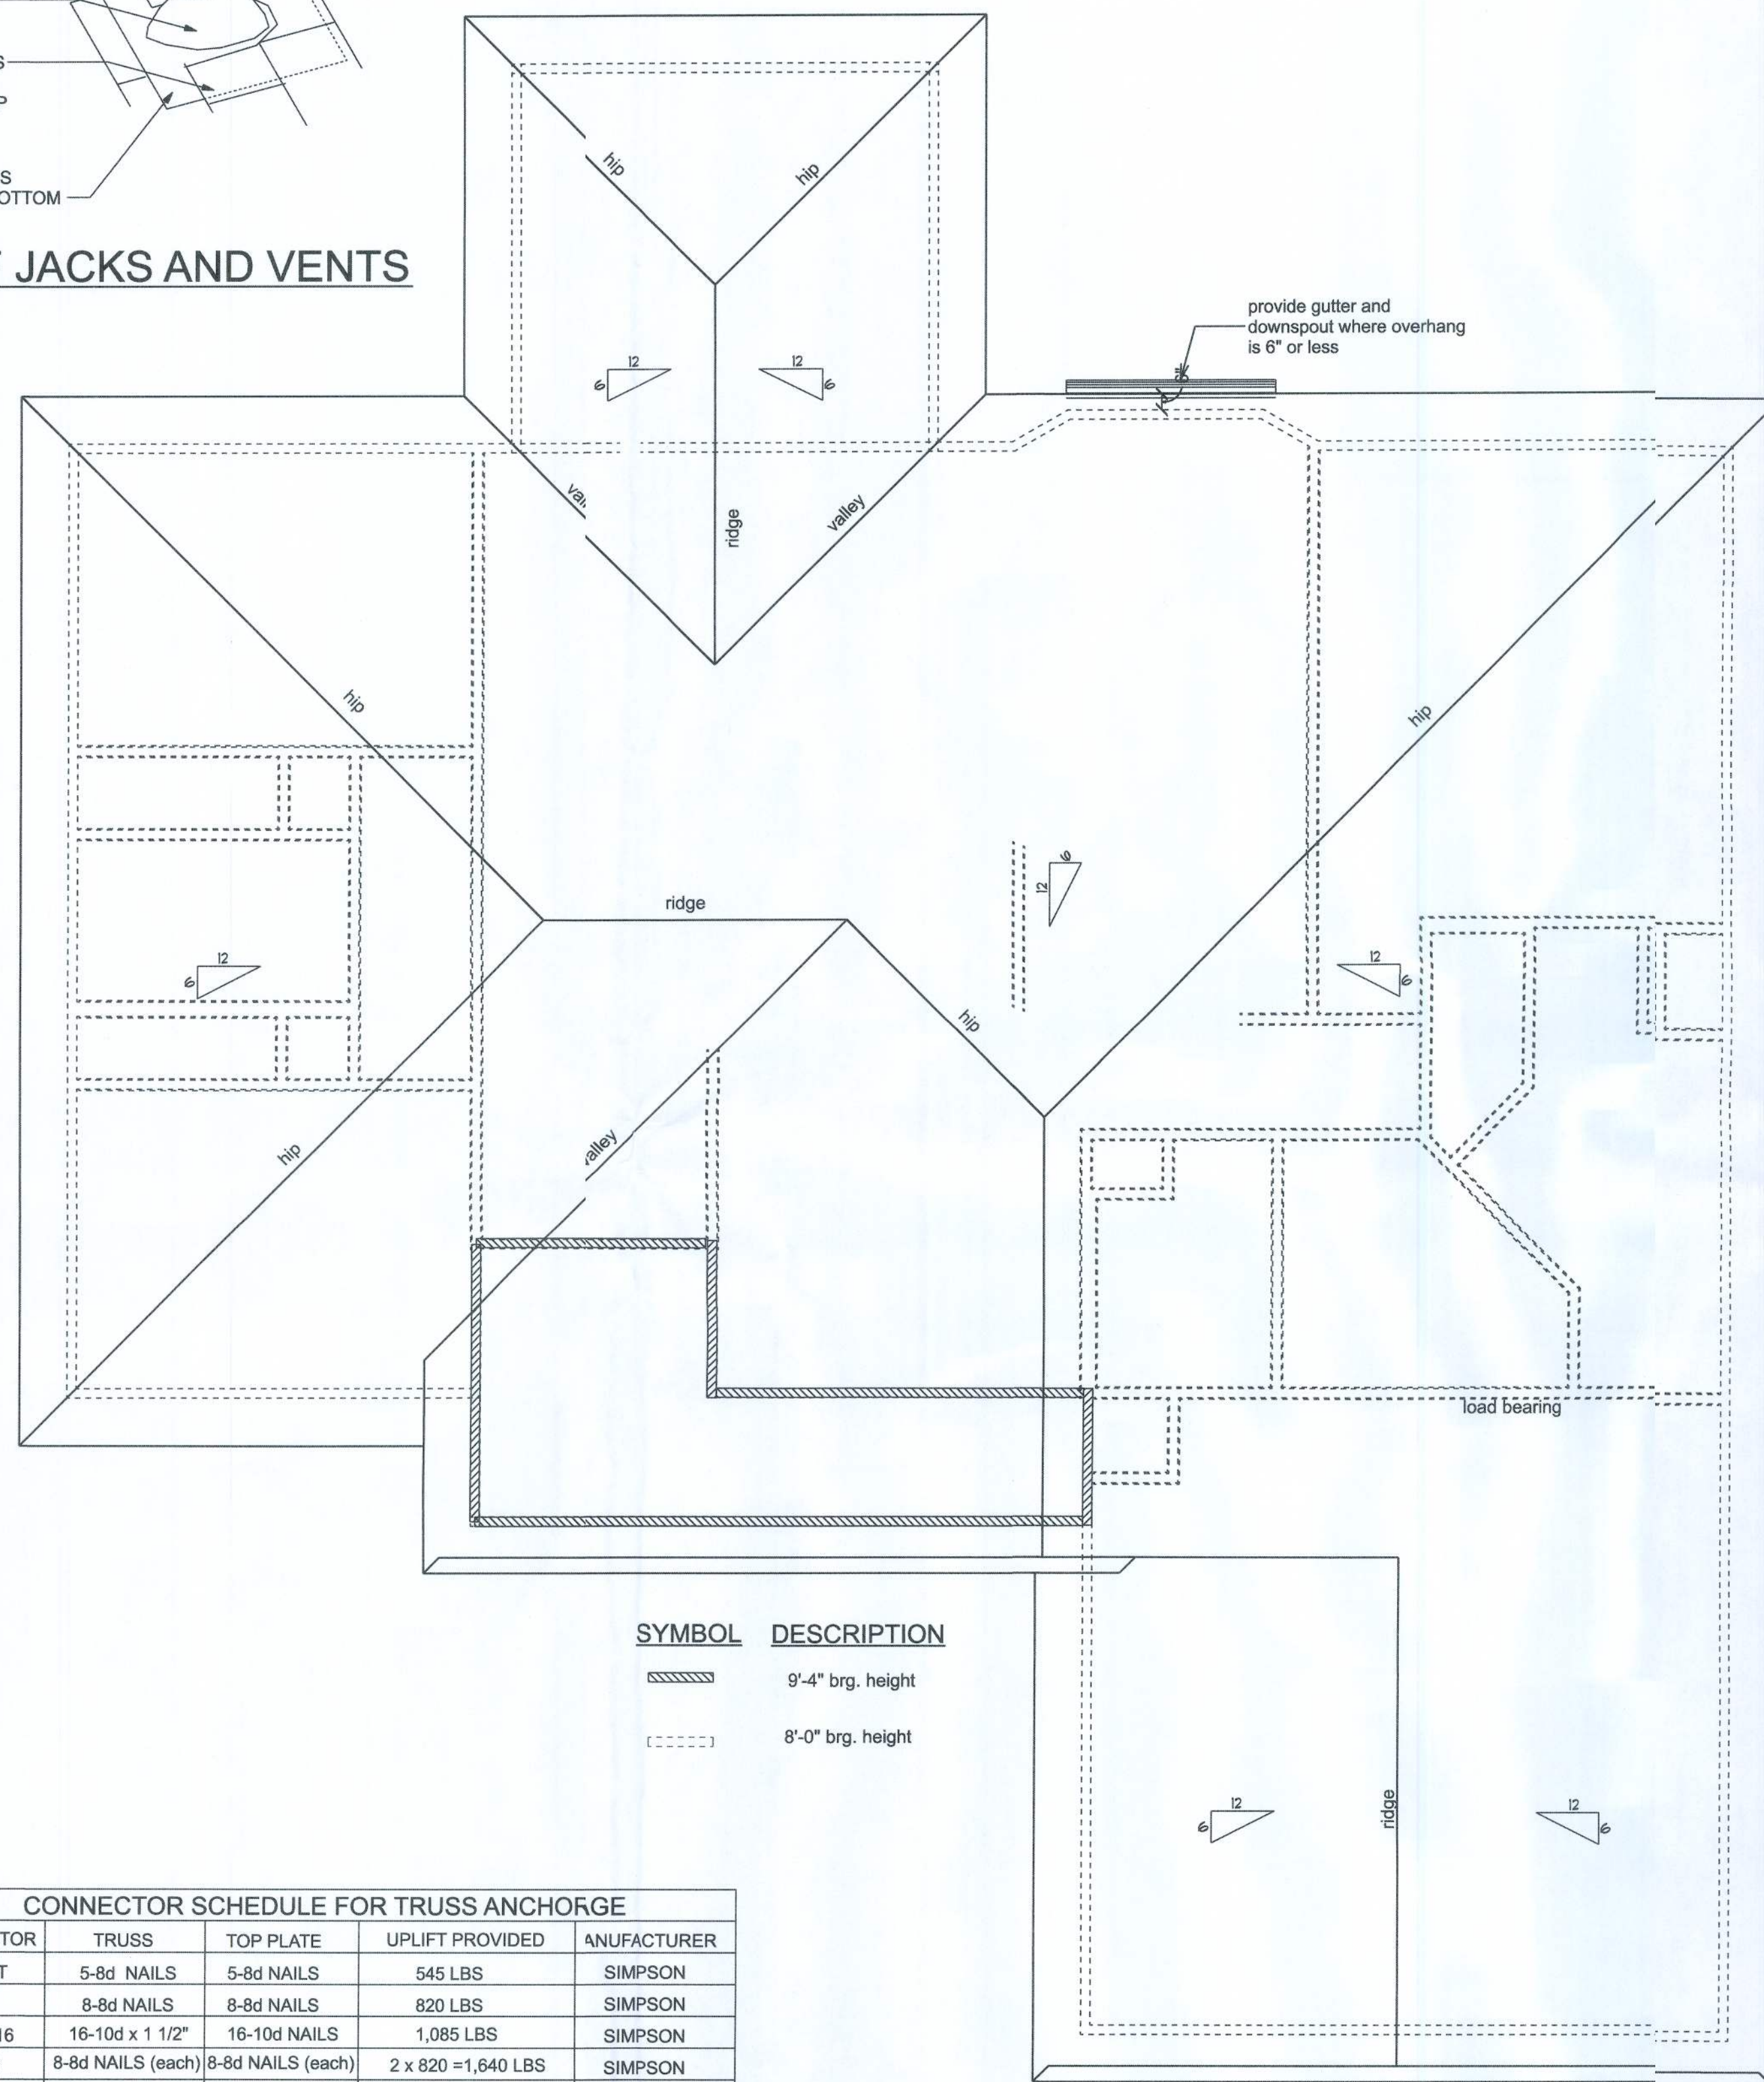 S
P
S
OTTOM
JACKS AND VENTS
hip
hip
provide gutter and
downspout where overhang
is 6" or less
6"
12
6
12
6
val
ridge
valley
hip
hip
6
12
ridge
12
6
12
6
hip
hip
alley
load bearing
SYMBOL DESCRIPTION
9'-4" brg. height
8'-0" brg. height
12
6
ridge
12
6
CONNECTOR SCHEDULE FOR TRUSS ANCHORGE
TOR TRUSS TOP PLATE UPLIFT PROVIDED ANUFACTURER
T 5-8d NAILS 5-8d NAILS 545 LBS SIMPSON
8-8d NAILS 8-8d NAILS 820 LBS SIMPSON
16 16-10d x 1 1/2" 16-10d NAILS 1,085 LBS SIMPSON
8-8d NAILS (each) 8-8d NAILS (each) 2 x 820 =1,640 LBS SIMPSON